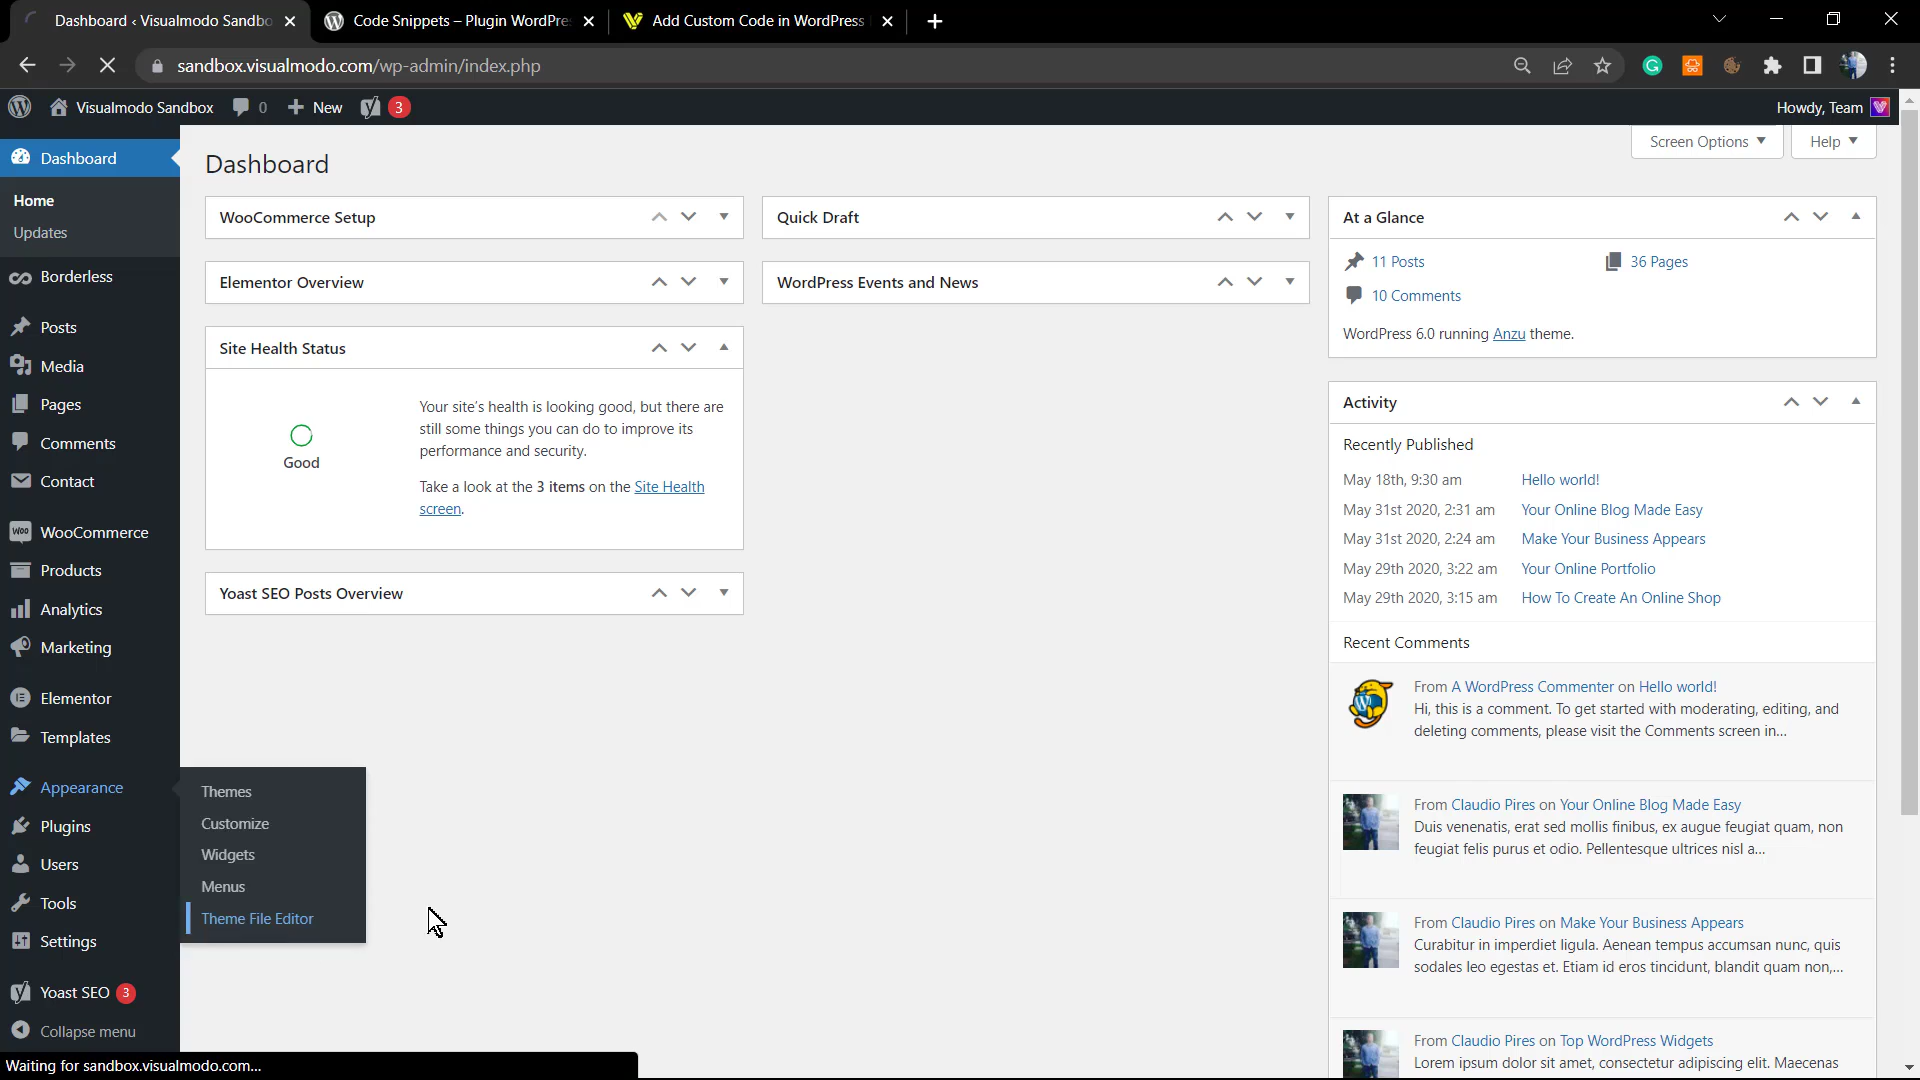 Dashboard ‹ Visualmodo Sandbo
Code Snippets – Plugin WordPre
Add Custom Code in WordPress
sandbox.visualmodo.com/wp-admin/index.php
Visualmodo Sandbox
0
New
3
Howdy, Team
Dashboard
Home
Updates
Borderless
Posts
Media
Pages
Comments
Contact
WooCommerce
Products
Analytics
Marketing
Elementor
Templates
Appearance
Plugins
Users
Tools
Settings
Yoast SEO 3
Collapse menu
Themes
Customize
Widgets
Menus
Theme File Editor
Screen Options
Help
Dashboard
WooCommerce Setup
Elementor Overview
Site Health Status
Good
Your site's health is looking good, but there are
still some things you can do to improve its
performance and security.
Take a look at the 3 items on the Site Health
screen.
Yoast SEO Posts Overview
Quick Draft
WordPress Events and News
At a Glance
11 Posts
36 Pages
10 Comments
WordPress 6.0 running Anzu theme.
Activity
Recently Published
May 18th, 9:30 am Hello world!
May 31st 2020, 2:31 am Your Online Blog Made Easy
May 31st 2020, 2:24 am Make Your Business Appears
May 29th 2020, 3:22 am Your Online Portfolio
May 29th 2020, 3:15 am How To Create An Online Shop
Recent Comments
From A WordPress Commenter on Hello world!
Hi, this is a comment. To get started with moderating, editing, and
deleting comments, please visit the Comments screen in...
From Claudio Pires on Your Online Blog Made Easy
Duis venenatis, erat sed mollis finibus, ex augue feugiat quam, non
feugiat felis purus et odio. Pellentesque ultrices nisl a...
From Claudio Pires on Make Your Business Appears
Curabitur in imperdiet ligula. Aenean tempus accumsan nunc, quis
sodales leo egestas et. Etiam id eros tincidunt, blandit quam non,...
From Claudio Pires on Top WordPress Widgets
Lorem ipsum dolor sit amet, consectetur adipiscing elit. Maecenas
Waiting for sandbox.visualmodo.com...